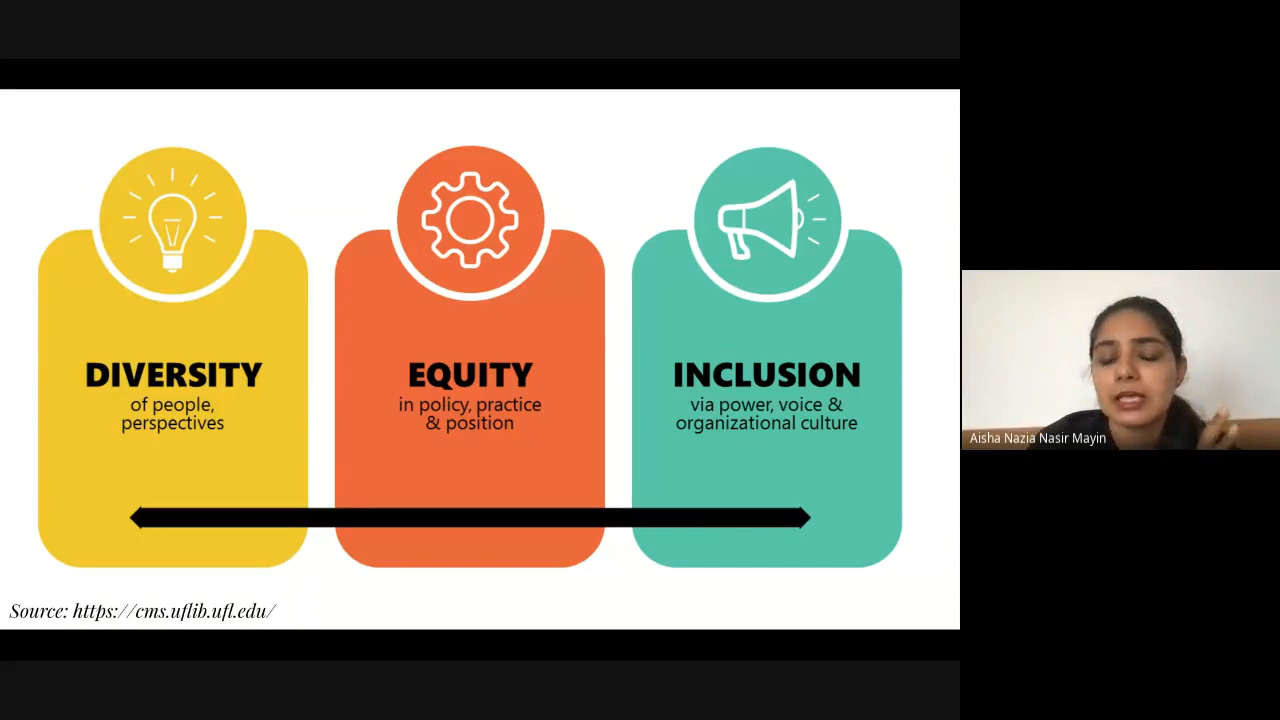 DIVERSITY
of people,
perspectives
EQUITY
in policy, practice
& position
INCLUSION
via power, voice &
organizational culture
Source: https://cms.uflib.ufl.edu/
Aisha Nazia Nasir Mayin